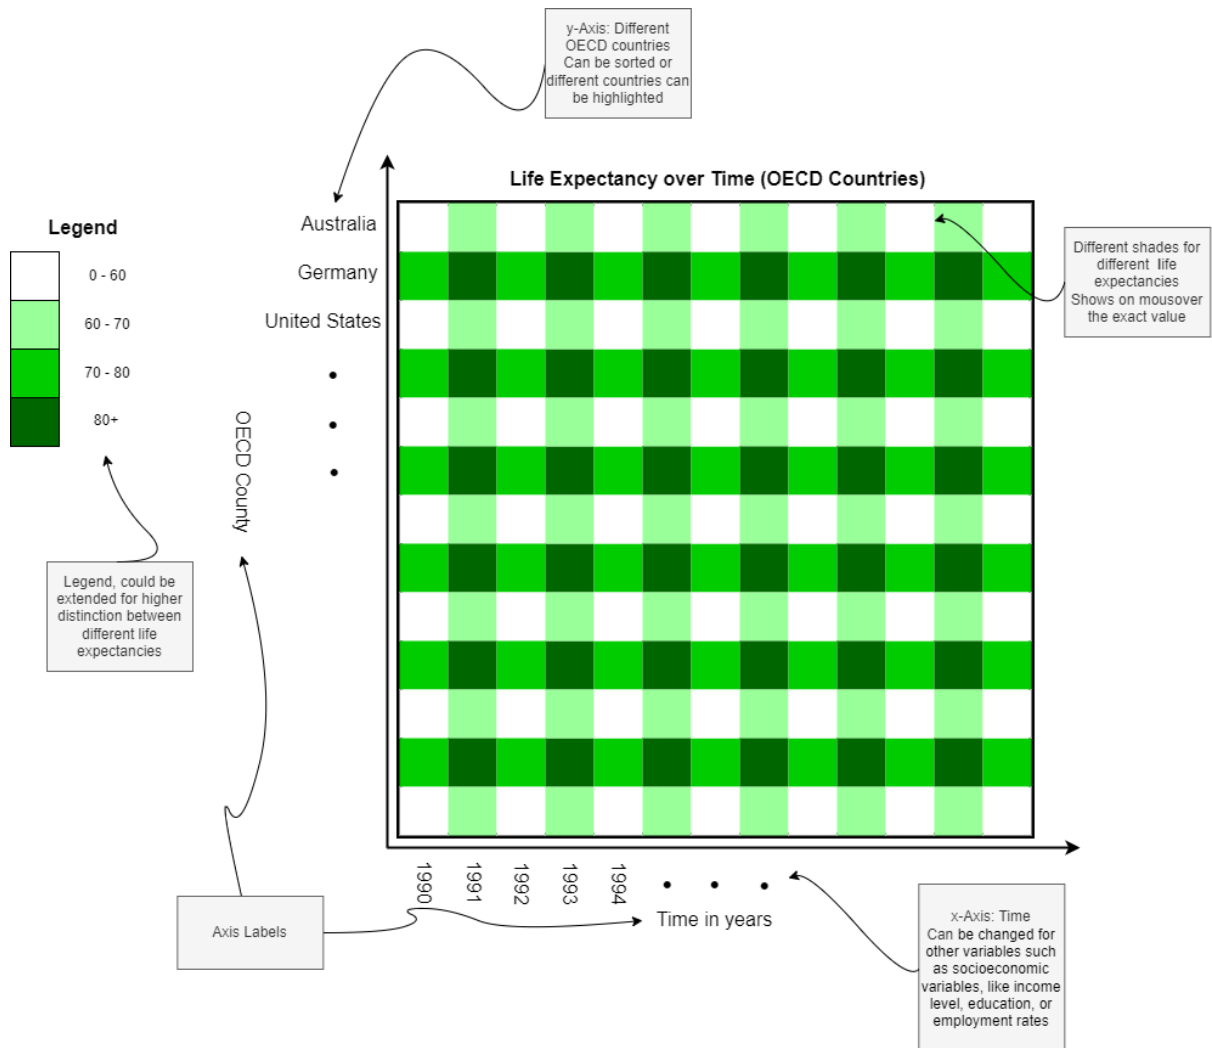 y-Axis: Different
OECD countries
Can be sorted or
different countries can
be highlighted
Life Expectancy over Time (OECD Countries)
Legend
0 - 60
60 - 70
70 - 80
80+
Australia
Germany
United States
OECD County
Different shades for
different life
expectancies
Shows on mousover
the exact value
Legend, could be
extended for higher
distinction between
different life
expectancies
1990
1991
1992
1993
1994
Time in years
Axis Labels
x-Axis: Time
Can be changed for
other variables such
as socioeconomic
variables, like income
level, education, or
employment rates